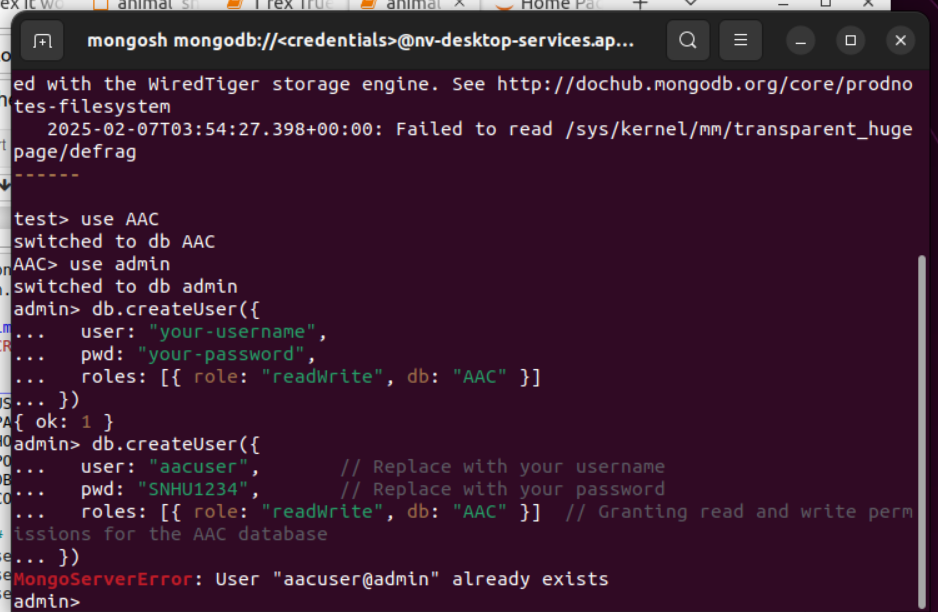 ex it wo
animal_sh
T rex True
animal
Home Pac
mongosh mongodb://<credentials>@nv-desktop-services.ap...
ed with the WiredTiger storage engine. See http://dochub.mongodb.org/core/prodno
tes-filesystem
   2025-02-07T03:54:27.398+00:00: Failed to read /sys/kernel/mm/transparent_huge
page/defrag
------
test> use AAC
switched to db AAC
AAC> use admin
switched to db admin
admin> db.createUser({
...   user: "your-username",
...   pwd: "your-password",
...   roles: [{ role: "readWrite", db: "AAC" }]
... })
{ ok: 1 }
admin> db.createUser({
...   user: "aacuser",        // Replace with your username
...   pwd: "SNHU1234",        // Replace with your password
...   roles: [{ role: "readWrite", db: "AAC" }]  // Granting read and write perm
issions for the AAC database
... })
MongoServerError: User "aacuser@admin" already exists
admin>